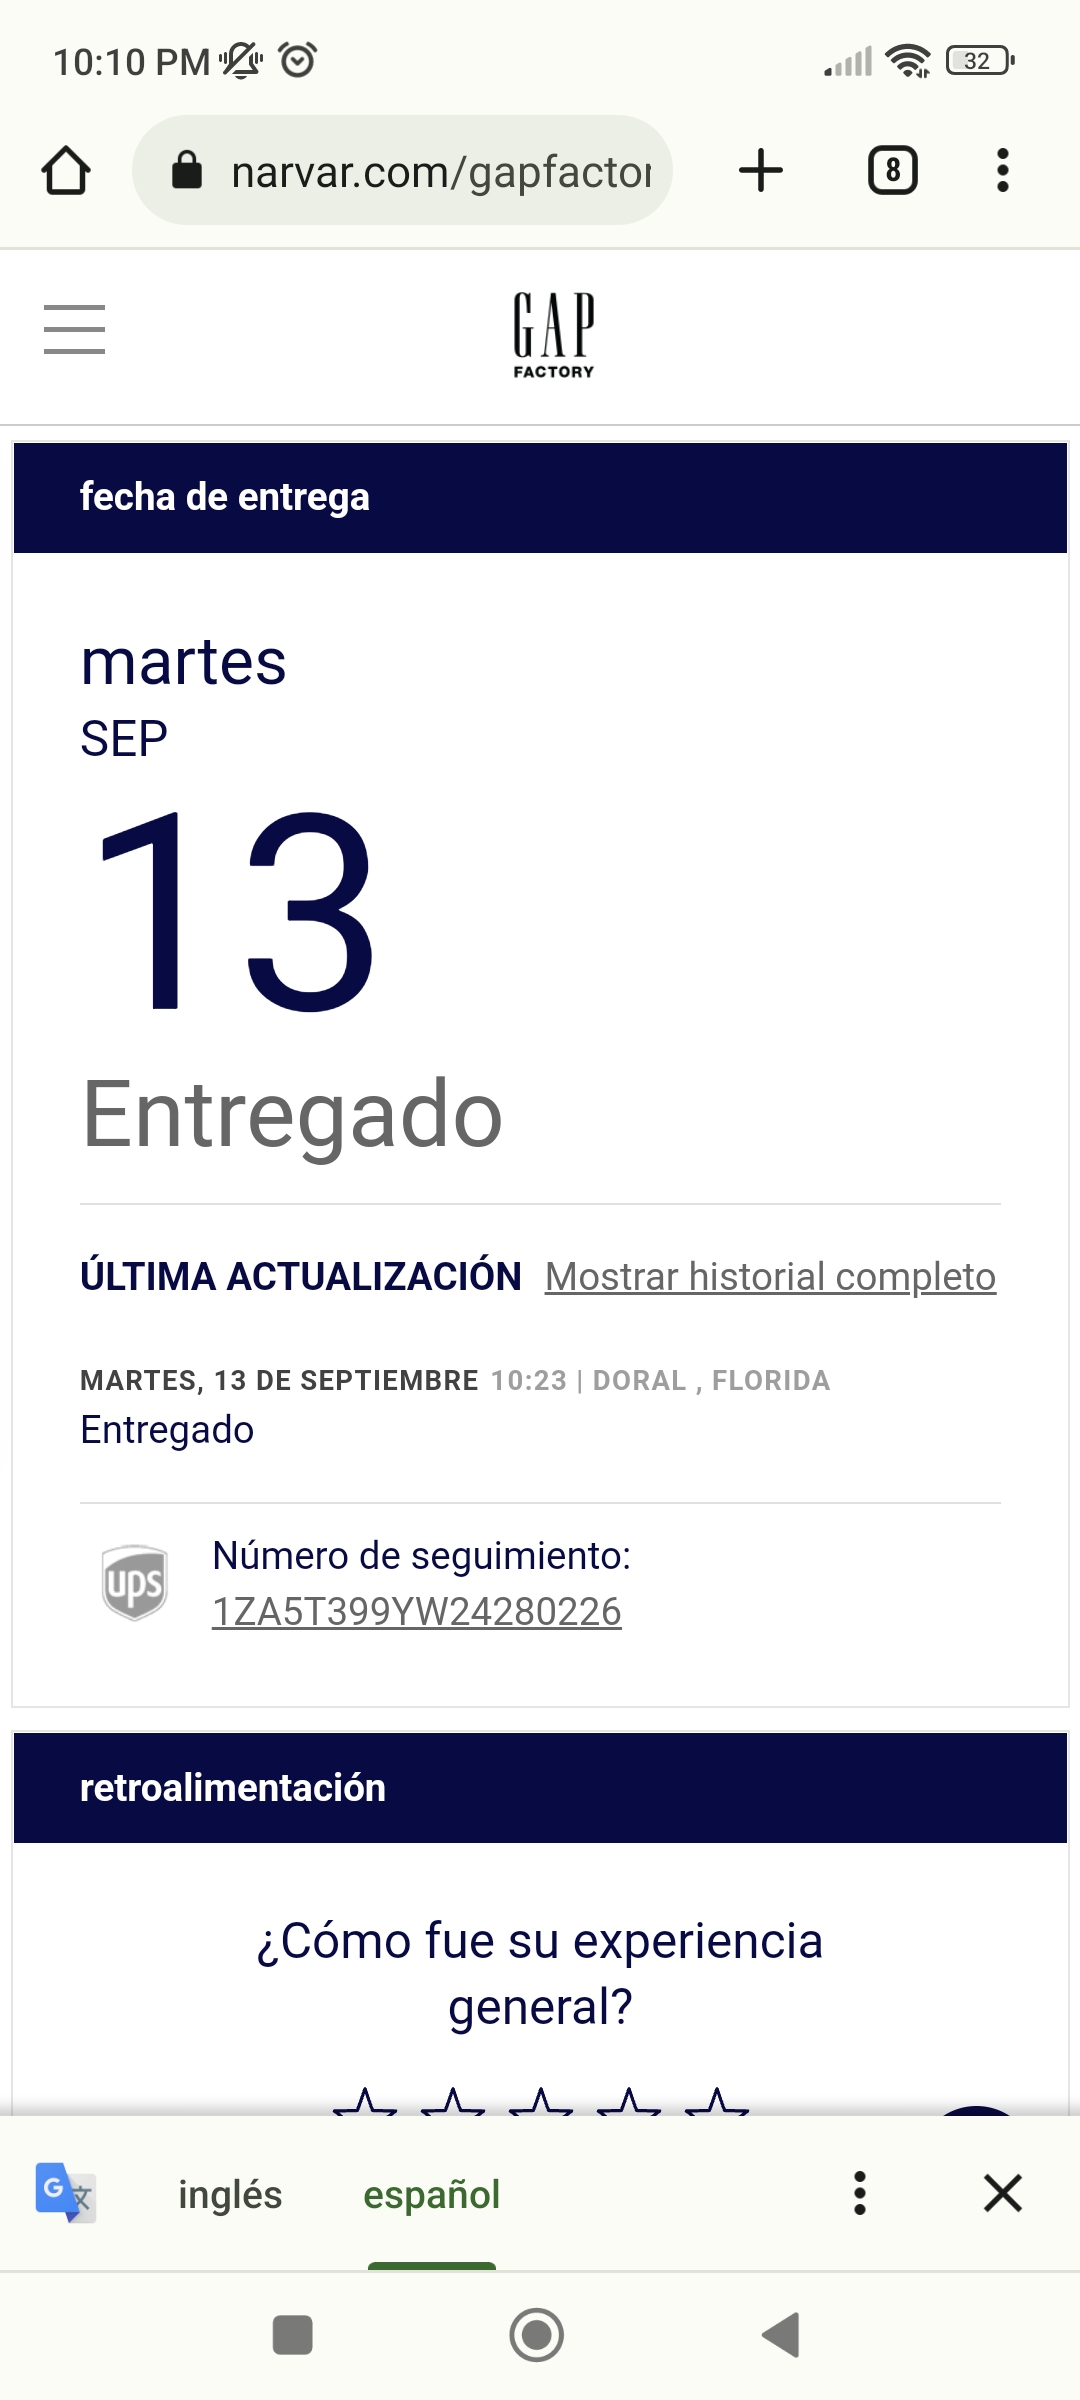 10:10 PM
32
narvar.com/gapfactor
8
GAP
FACTORY
fecha de entrega
martes
SEP
13
Entregado
ÚLTIMA ACTUALIZACIÓN Mostrar historial completo
MARTES, 13 DE SEPTIEMBRE 10:23 | DORAL , FLORIDA
Entregado
ups
Número de seguimiento:
1ZA5T399YW24280226
retroalimentación
¿Cómo fue su experiencia
general?
G 文
inglés español